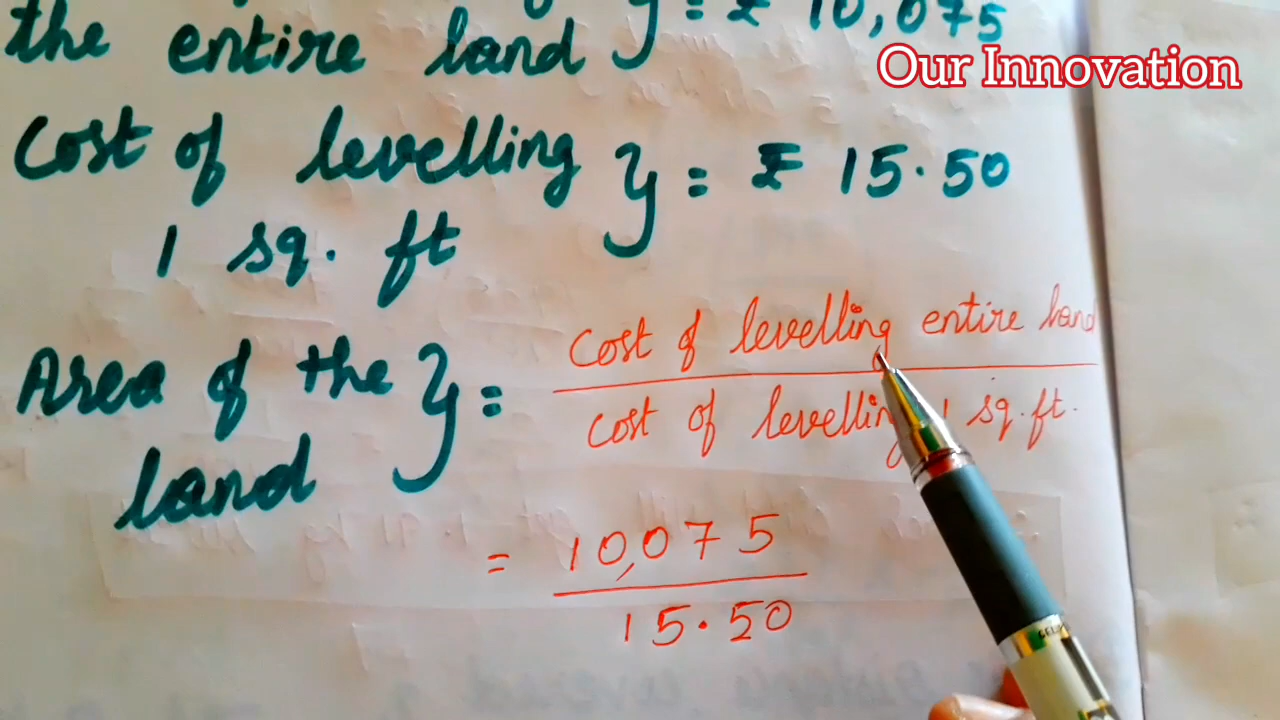 the entire land } = ₹ 10,075
Our Innovation
Cost of levelling } = ₹ 15.50
1 sq. ft
Area of the } = Cost of levelling entire land
land Cost of levelling 1 sq. ft.
= 10,075
15.50